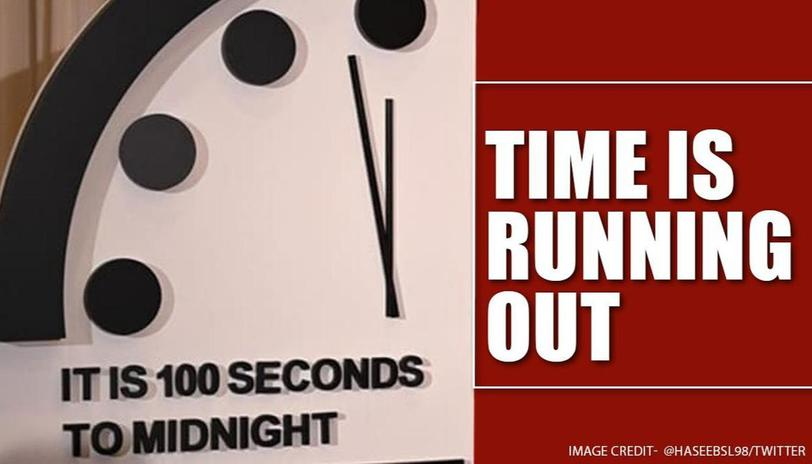 IT IS 100 SECONDS
TO MIDNIGHT
TIME IS
RUNNING
OUT
IMAGE CREDIT- @HASEEBSL98/TWITTER